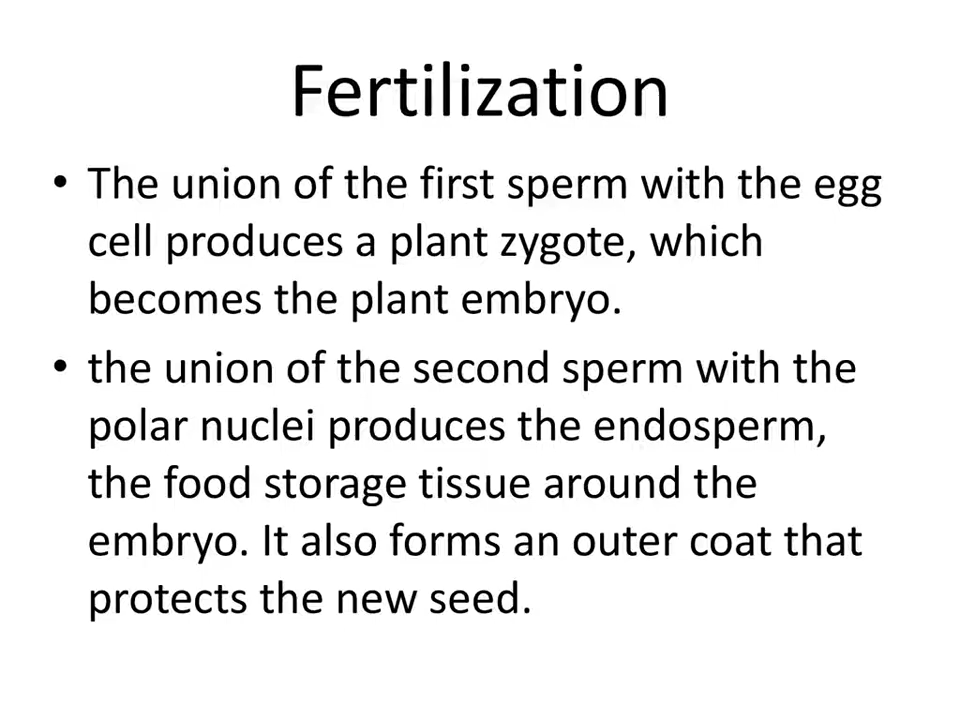 Fertilization
• The union of the first sperm with the egg
cell produces a plant zygote, which
becomes the plant embryo.
• the union of the second sperm with the
polar nuclei produces the endosperm,
the food storage tissue around the
embryo. It also forms an outer coat that
protects the new seed.